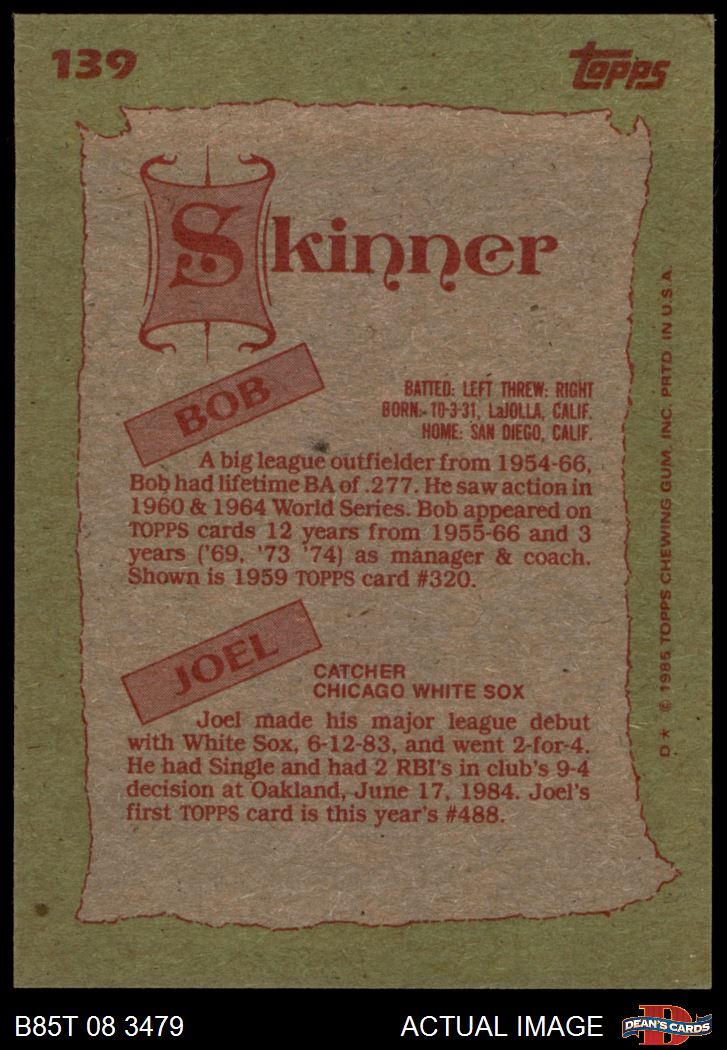 139
TOPPS
Skinner
BOB
BATTED: LEFT THREW: RIGHT
BORN: 10-3-31, LaJOLLA, CALIF.
HOME: SAN DIEGO, CALIF.
A big league outfielder from 1954-66,
Bob had lifetime BA of .277. He saw action in
1960 & 1964 World Series. Bob appeared on
TOPPS cards 12 years from 1955-66 and 3
years ('69, '73 '74) as manager & coach.
Shown is 1959 TOPPS card #320.
JOEL
CATCHER
CHICAGO WHITE SOX
Joel made his major league debut
with White Sox, 6-12-83, and went 2-for-4.
He had Single and had 2 RBI's in club's 9-4
decision at Oakland, June 17, 1984. Joel's
first TOPPS card is this year's #488.
D★ © 1985 TOPPS CHEWING GUM, INC. PRTD. IN U.S.A.
B85T 08 3479
ACTUAL IMAGE
D
DEAN'S CARDS